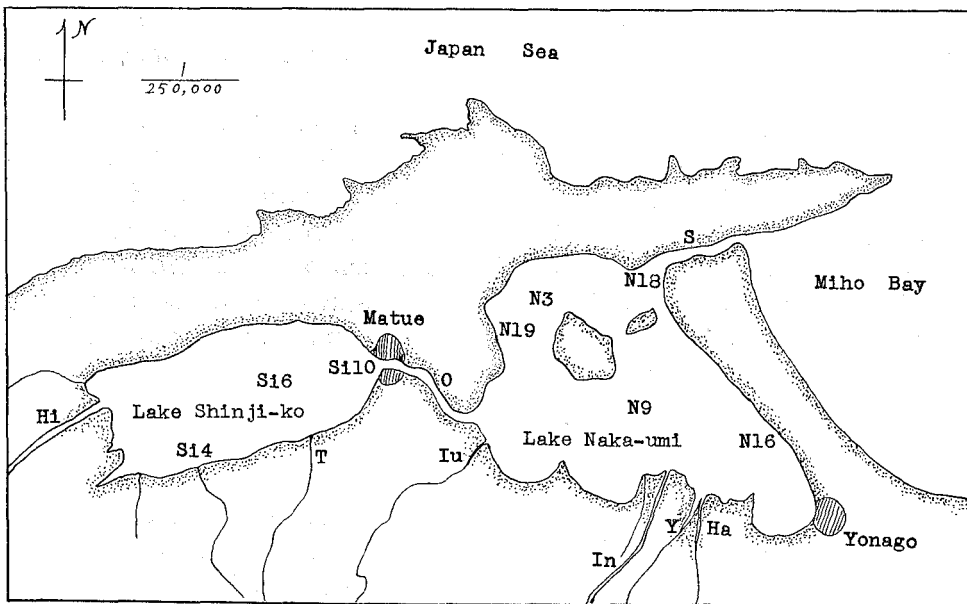 N
Japan Sea
1
250,000
S
Miho Bay
N18
N3
Matue
N19
Si10
Si6
O
Hi
Lake Shinji-ko
N9
Lake Naka-umi
N16
Si4
T
Iu
Y
Ha
Yonago
In